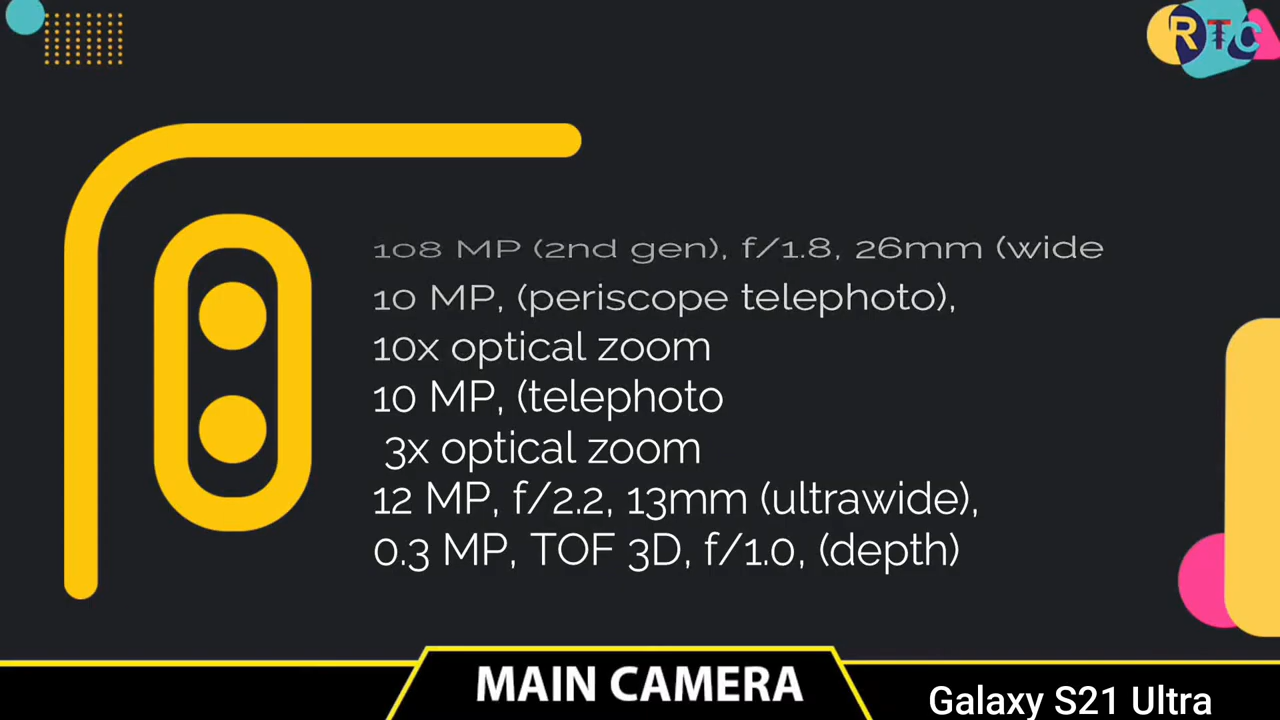 RTC
108 MP (2nd gen), f/1.8, 26mm (wide
10 MP, (periscope telephoto),
10x optical zoom
10 MP, (telephoto
3x optical zoom
12 MP, f/2.2, 13mm (ultrawide),
0.3 MP, TOF 3D, f/1.0, (depth)
MAIN CAMERA
Galaxy S21 Ultra